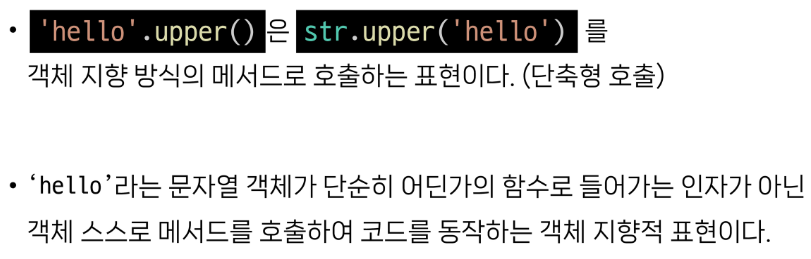 • 'hello'.upper() 은 str.upper('hello') 를
객체 지향 방식의 메서드로 호출하는 표현이다. (단축형 호출)
• ‘hello’라는 문자열 객체가 단순히 어딘가의 함수로 들어가는 인자가 아닌
객체 스스로 메서드를 호출하여 코드를 동작하는 객체 지향적 표현이다.